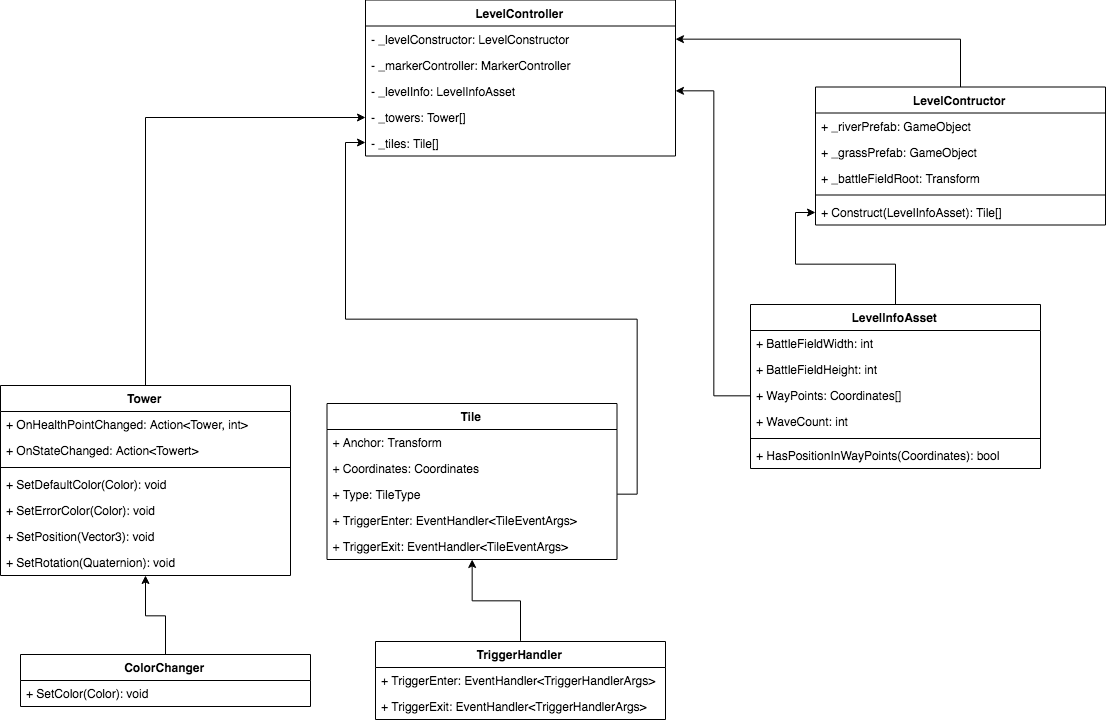 LevelController
- _levelConstructor: LevelConstructor
- _markerController: MarkerController
- _levelInfo: LevelInfoAsset
- _towers: Tower[]
- _tiles: Tile[]
LevelContructor
+ _riverPrefab: GameObject
+ _grassPrefab: GameObject
+ _battleFieldRoot: Transform
+ Construct(LevelInfoAsset): Tile[]
LevelInfoAsset
+ BattleFieldWidth: int
+ BattleFieldHeight: int
+ WayPoints: Coordinates[]
+ WaveCount: int
+ HasPositionInWayPoints(Coordinates): bool
Tower
+ OnHealthPointChanged: Action<Tower, int>
+ OnStateChanged: Action<Towert>
+ SetDefaultColor(Color): void
+ SetErrorColor(Color): void
+ SetPosition(Vector3): void
+ SetRotation(Quaternion): void
Tile
+ Anchor: Transform
+ Coordinates: Coordinates
+ Type: TileType
+ TriggerEnter: EventHandler<TileEventArgs>
+ TriggerExit: EventHandler<TileEventArgs>
ColorChanger
+ SetColor(Color): void
TriggerHandler
+ TriggerEnter: EventHandler<TriggerHandlerArgs>
+ TriggerExit: EventHandler<TriggerHandlerArgs>